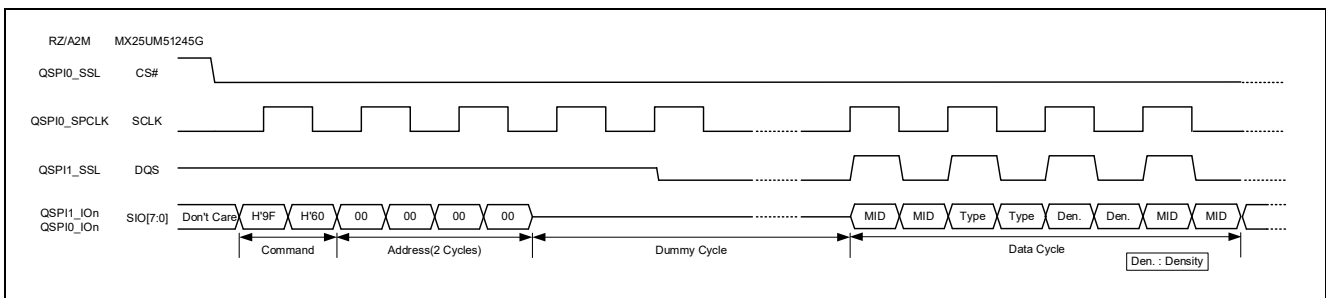 RZ/A2M MX25UM51245G
QSPI0_SSL CS#
QSPI0_SPCLK SCLK
QSPI1_SSL DQS
QSPI1_IOn
QSPI0_IOn SIO[7:0] Don't Care H'9F H'60 00 00 00 00 MID MID Type Type Den. Den. MID MID
Command Address(2 Cycles) Dummy Cycle Data Cycle
Den. : Density